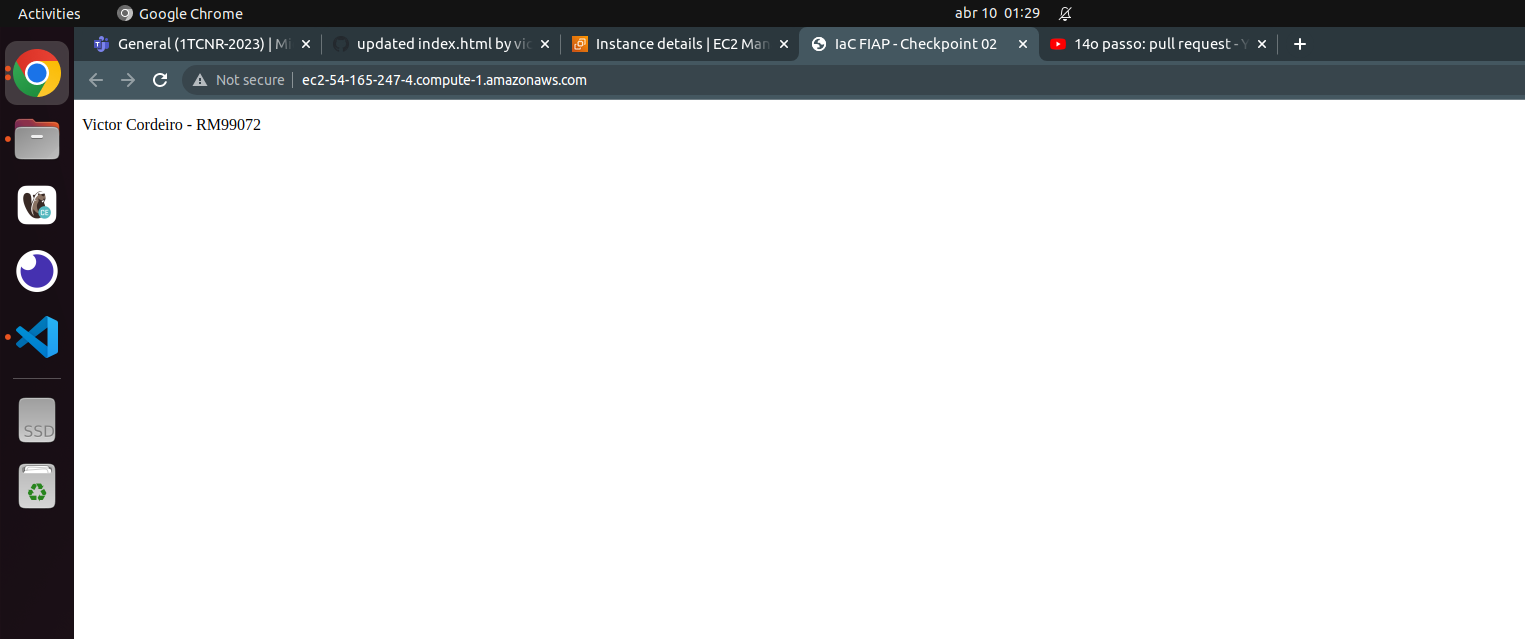 Activities Google Chrome abr 10 01:29
General (1TCNR-2023) | Mi updated index.html by vic Instance details | EC2 Man IaC FIAP - Checkpoint 02 14o passo: pull request - Y
Not secure ec2-54-165-247-4.compute-1.amazonaws.com
Victor Cordeiro - RM99072
CE
SSD